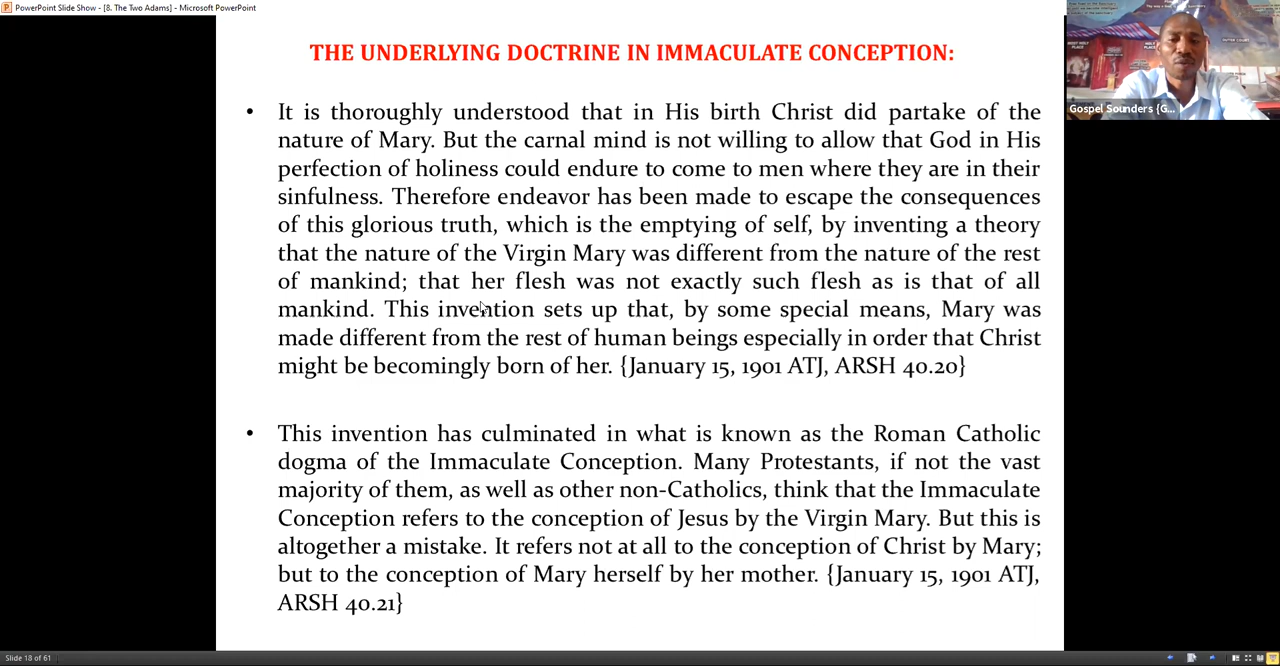 PowerPoint Slide Show - [8. The Two Adams] - Microsoft PowerPoint
THE UNDERLYING DOCTRINE IN IMMACULATE CONCEPTION:
• It is thoroughly understood that in His birth Christ did partake of the
nature of Mary. But the carnal mind is not willing to allow that God in His
perfection of holiness could endure to come to men where they are in their
sinfulness. Therefore endeavor has been made to escape the consequences
of this glorious truth, which is the emptying of self, by inventing a theory
that the nature of the Virgin Mary was different from the nature of the rest
of mankind; that her flesh was not exactly such flesh as is that of all
mankind. This invention sets up that, by some special means, Mary was
made different from the rest of human beings especially in order that Christ
might be becomingly born of her. {January 15, 1901 ATJ, ARSH 40.20}
• This invention has culminated in what is known as the Roman Catholic
dogma of the Immaculate Conception. Many Protestants, if not the vast
majority of them, as well as other non-Catholics, think that the Immaculate
Conception refers to the conception of Jesus by the Virgin Mary. But this is
altogether a mistake. It refers not at all to the conception of Christ by Mary;
but to the conception of Mary herself by her mother. {January 15, 1901 ATJ,
ARSH 40.21}
Gospel Sounders {G...
Slide 18 of 61